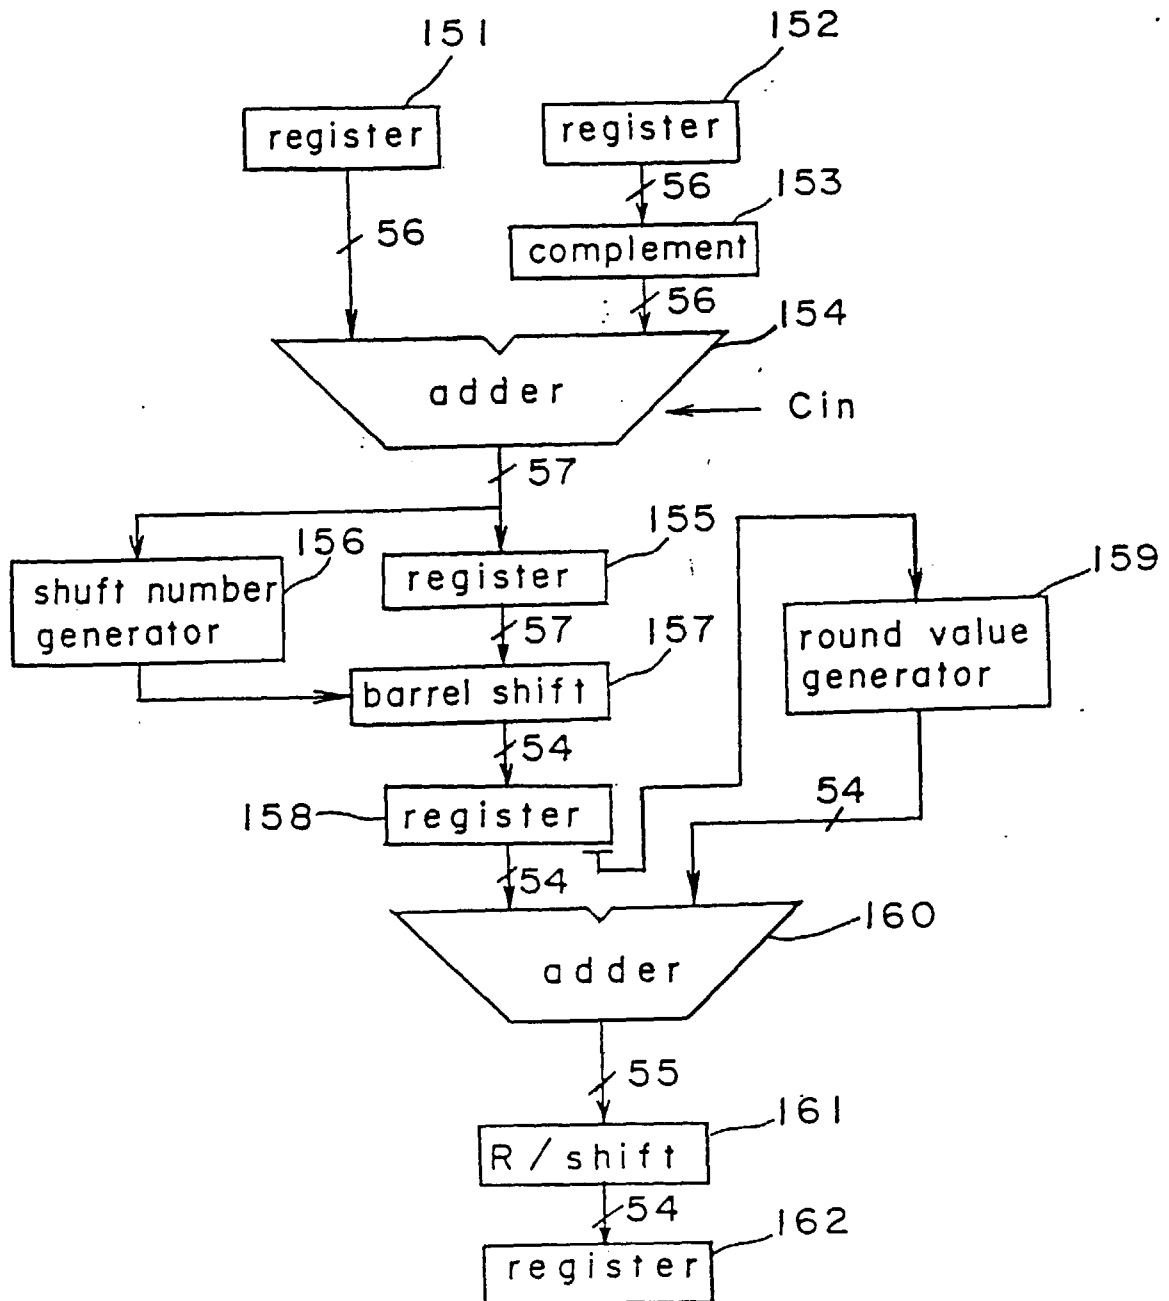 151
152
register
register
56
153
56
complement
56
154
adder
Cin
57
156
155
159
shuft number
generator
register
round value
generator
57
157
barrel shift
54
54
158
register
54
160
adder
55
161
R/shift
54
162
register